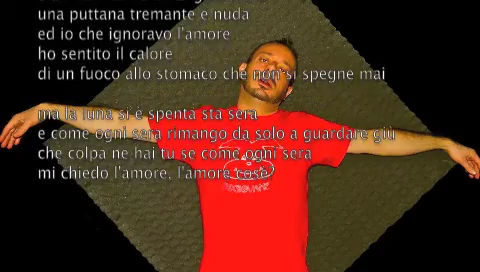 una puttana tremante e nuda
ed io che ignoravo l'amore
ho sentito il calore
di un fuoco allo stomaco che non si spegne mai
ma la luna si è spenta sta sera
e come ogni sera rimango da solo a guardare giù
che colpa ne hai tu se come ogni sera
mi chiedo l'amore, l'amore cosè